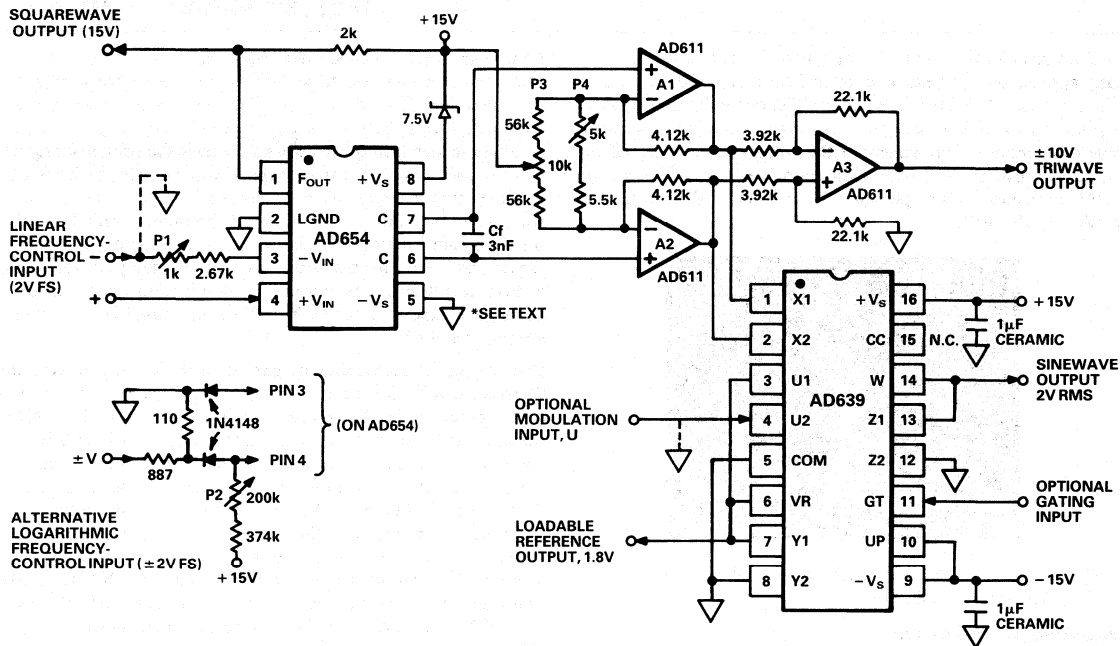 SQUAREWAVE
OUTPUT (15V)
2k
+15V
7.5V
LINEAR
FREQUENCY-
CONTROL
INPUT
(2V FS)
−
+
P1
1k
2.67k
1 FOUT
2 LGND
3 −VIN
4 +VIN
AD654
+VS 8
C 7
C 6
−VS 5
Cf
3nF
*SEE TEXT
P3
P4
56k
10k
56k
5k
5.5k
AD611
+
−
A1
4.12k
4.12k
−
+
A2
AD611
3.92k
3.92k
22.1k
−
+
A3
AD611
22.1k
±10V
TRIWAVE
OUTPUT
110
1N4148
PIN 3
PIN 4
(ON AD654)
±V
887
P2
200k
374k
+15V
ALTERNATIVE
LOGARITHMIC
FREQUENCY-
CONTROL INPUT (±2V FS)
OPTIONAL
MODULATION
INPUT, U
LOADABLE
REFERENCE
OUTPUT, 1.8V
1 X1
2 X2
3 U1
4 U2
5 COM
6 VR
7 Y1
8 Y2
AD639
+VS 16
CC 15 N.C.
W 14
Z1 13
Z2 12
GT 11
UP 10
−VS 9
+15V
1µF
CERAMIC
SINEWAVE
OUTPUT
2V RMS
OPTIONAL
GATING
INPUT
−15V
1µF
CERAMIC